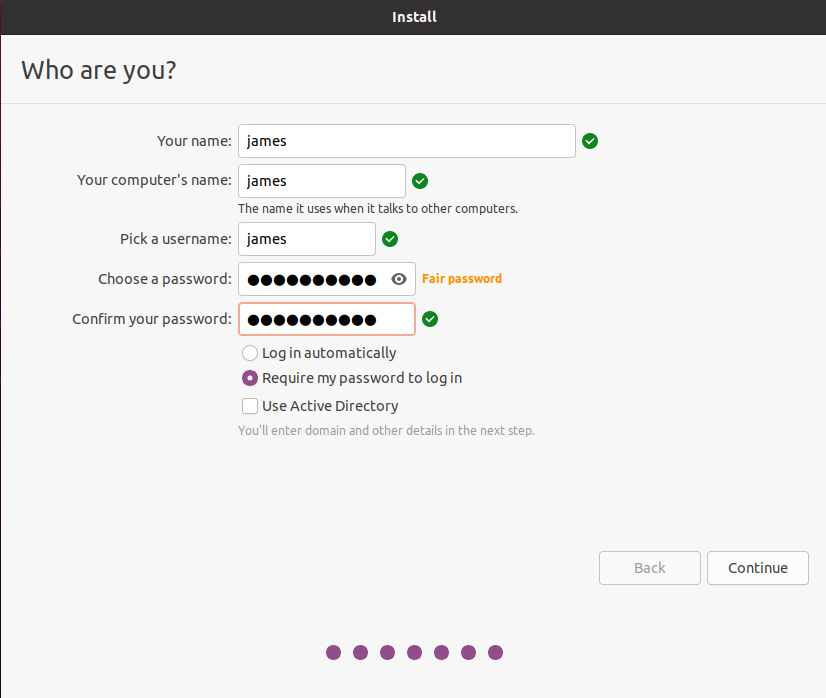 Install
Who are you?
Your name: james
Your computer's name: james
The name it uses when it talks to other computers.
Pick a username: james
Choose a password: ●●●●●●●●●● Fair password
Confirm your password: ●●●●●●●●●●
Log in automatically
Require my password to log in
Use Active Directory
You'll enter domain and other details in the next step.
Back Continue